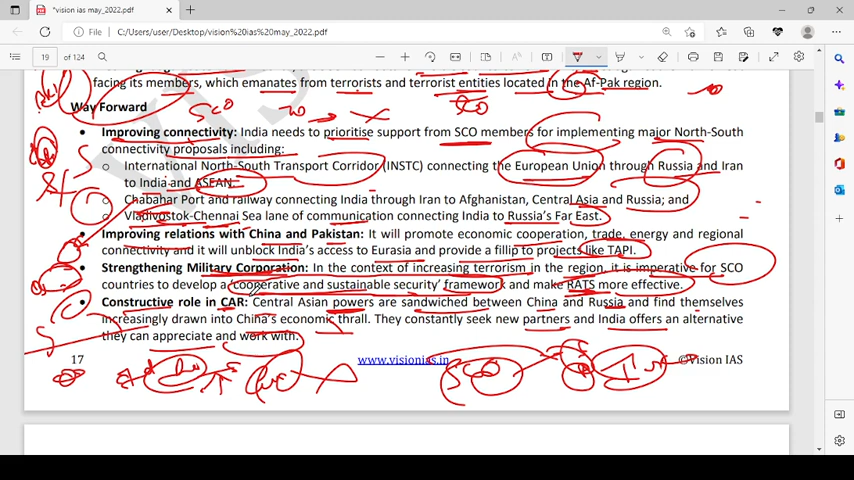 vision ias may_2022.pdf
File
C:/Users/user/Desktop/vision%20ias%20may_2022.pdf
19 of 124
facing its members, which emanates from terrorists and terrorist entities located in the Af-Pak region.
Way Forward
SCO
• Improving connectivity: India needs to prioritise support from SCO members for implementing major North-South
connectivity proposals including:
o International North-South Transport Corridor (INSTC) connecting the European Union through Russia and Iran
to India and ASEAN.
o Chabahar Port and railway connecting India through Iran to Afghanistan, Central Asia and Russia; and
o Vladivostok-Chennai Sea lane of communication connecting India to Russia's Far East.
• Improving relations with China and Pakistan: It will promote economic cooperation, trade, energy and regional
connectivity and it will unblock India's access to Eurasia and provide a fillip to projects like TAPI.
• Strengthening Military Corporation: In the context of increasing terrorism in the region, it is imperative for SCO
countries to develop a 'cooperative and sustainable security' framework and make RATS more effective.
• Constructive role in CAR: Central Asian powers are sandwiched between China and Russia and find themselves
increasingly drawn into China's economic thrall. They constantly seek new partners and India offers an alternative
they can appreciate and work with.
17 www.visionias.in ©Vision IAS